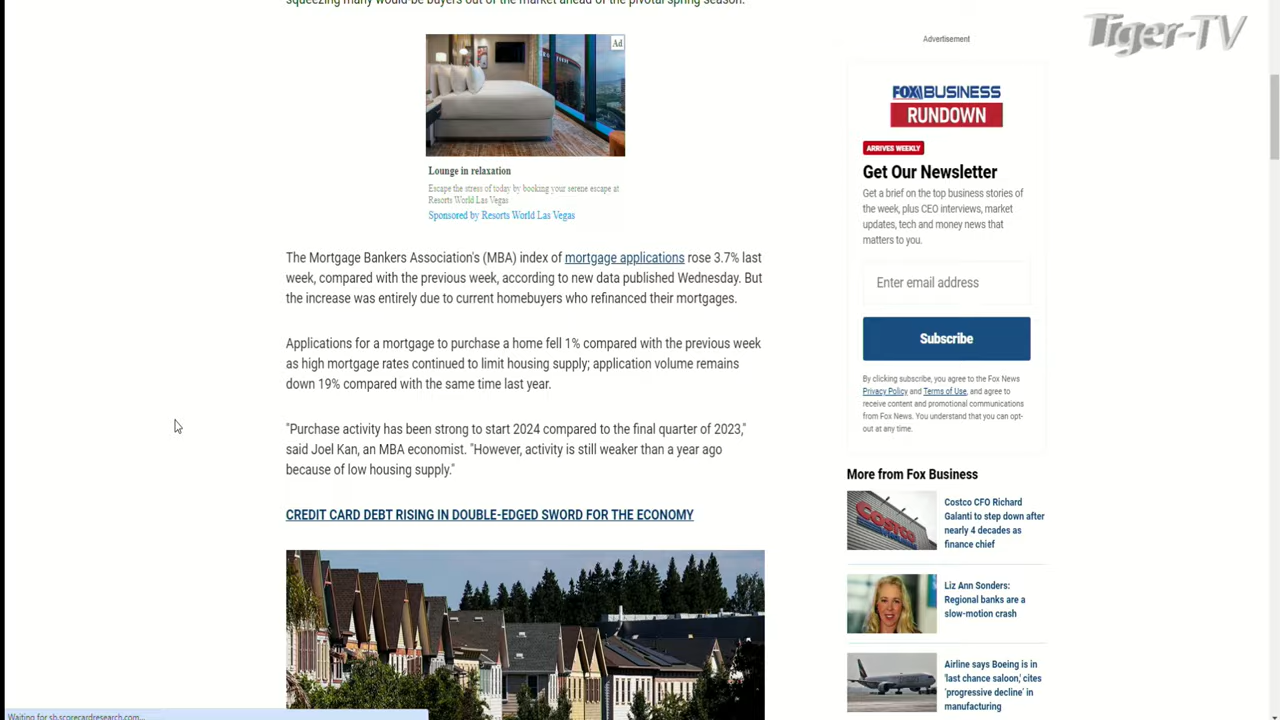 squeezing many would-be buyers out of the market ahead of the pivotal spring season.
Tiger-TV
Advertisement
Ad
Lounge in relaxation
Escape the stress of today by booking your serene escape at
Resorts World Las Vegas
Sponsored by Resorts World Las Vegas
The Mortgage Bankers Association's (MBA) index of mortgage applications rose 3.7% last
week, compared with the previous week, according to new data published Wednesday. But
the increase was entirely due to current homebuyers who refinanced their mortgages.
Applications for a mortgage to purchase a home fell 1% compared with the previous week
as high mortgage rates continued to limit housing supply; application volume remains
down 19% compared with the same time last year.
"Purchase activity has been strong to start 2024 compared to the final quarter of 2023,"
said Joel Kan, an MBA economist. "However, activity is still weaker than a year ago
because of low housing supply."
CREDIT CARD DEBT RISING IN DOUBLE-EDGED SWORD FOR THE ECONOMY
FOX BUSINESS
RUNDOWN
ARRIVES WEEKLY
Get Our Newsletter
Get a brief on the top business stories of
the week, plus CEO interviews, market
updates, tech and money news that
matters to you.
Enter email address
Subscribe
By clicking subscribe, you agree to the Fox News
Privacy Policy and Terms of Use, and agree to
receive content and promotional communications
from Fox News. You understand that you can opt-
out at any time.
More from Fox Business
Costco CFO Richard
Galanti to step down after
nearly 4 decades as
finance chief
Costco
Liz Ann Sonders:
Regional banks are a
slow-motion crash
Airline says Boeing is in
'last chance saloon,' cites
'progressive decline' in
manufacturing
Waiting for sb.scorecardresearch.com...